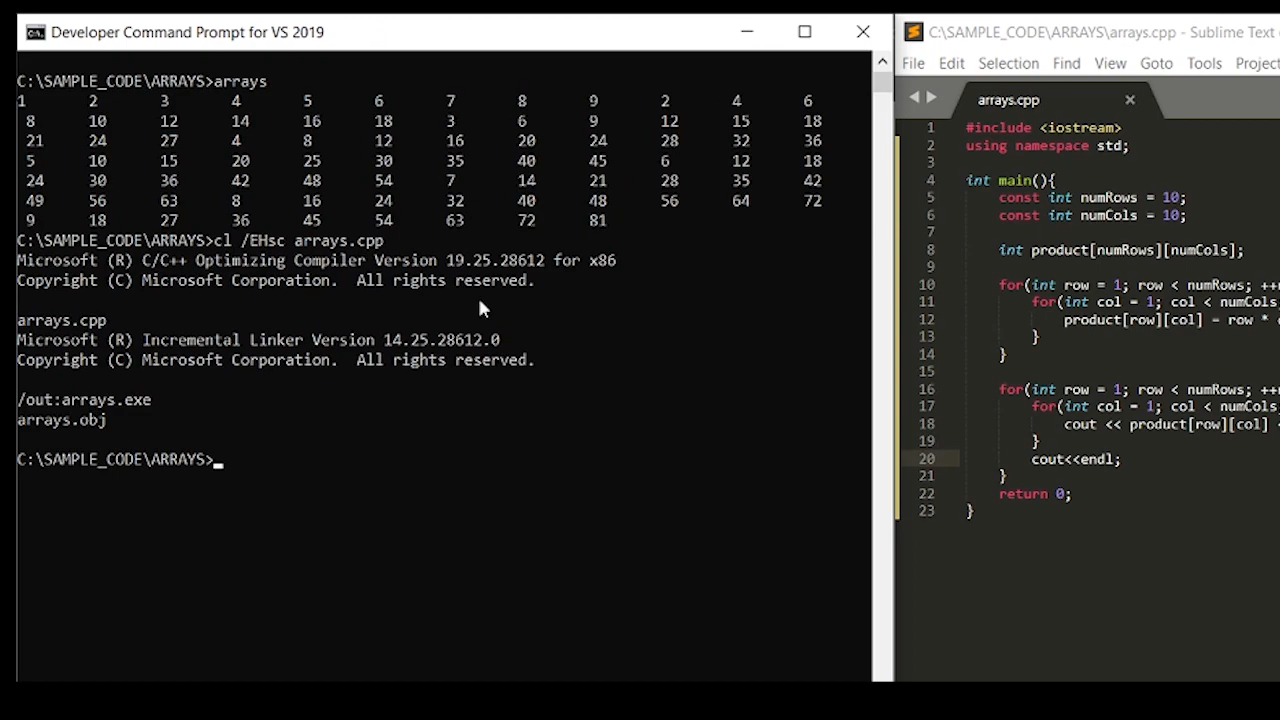 Developer Command Prompt for VS 2019
C:\SAMPLE_CODE\ARRAYS>arrays
1 2 3 4 5 6 7 8 9 2 4 6
8 10 12 14 16 18 3 6 9 12 15 18
21 24 27 4 8 12 16 20 24 28 32 36
5 10 15 20 25 30 35 40 45 6 12 18
24 30 36 42 48 54 7 14 21 28 35 42
49 56 63 8 16 24 32 40 48 56 64 72
9 18 27 36 45 54 63 72 81
C:\SAMPLE_CODE\ARRAYS>cl /EHsc arrays.cpp
Microsoft (R) C/C++ Optimizing Compiler Version 19.25.28612 for x86
Copyright (C) Microsoft Corporation.  All rights reserved.
arrays.cpp
Microsoft (R) Incremental Linker Version 14.25.28612.0
Copyright (C) Microsoft Corporation.  All rights reserved.
/out:arrays.exe
arrays.obj
C:\SAMPLE_CODE\ARRAYS>_
C:\SAMPLE_CODE\ARRAYS\arrays.cpp - Sublime Text
File Edit Selection Find View Goto Tools Project
arrays.cpp
1 #include <iostream>
2 using namespace std;
3
4 int main(){
5 const int numRows = 10;
6 const int numCols = 10;
7
8 int product[numRows][numCols];
9
10 for(int row = 1; row < numRows; ++
11 for(int col = 1; col < numCols
12 product[row][col] = row *
13 }
14 }
15
16 for(int row = 1; row < numRows; ++
17 for(int col = 1; col < numCols
18 cout << product[row][col]
19 }
20 cout<<endl;
21 }
22 return 0;
23 }